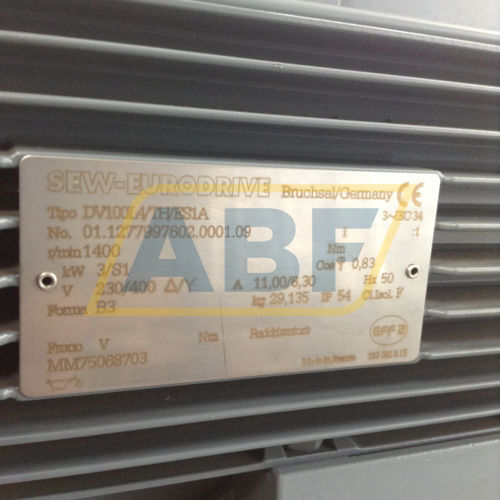 SEW-EURODRIVE Bruchsal/Germany CE
Tipo DV100L4/TH/ES1A 3~IEC 34
No. 01.1277997602.0001.09 i :1
r/min 1400 Nm
kW 3/S1 Cos φ 0,83
V 230/400 Δ/Y A 11,00/6,30 Hz 50
Forma B3 kg 29,135 IP 54 Cl.Isol. F
Freno V Nm Raddrizzatore
MM75068703
EFF 2
Made in France
ABF